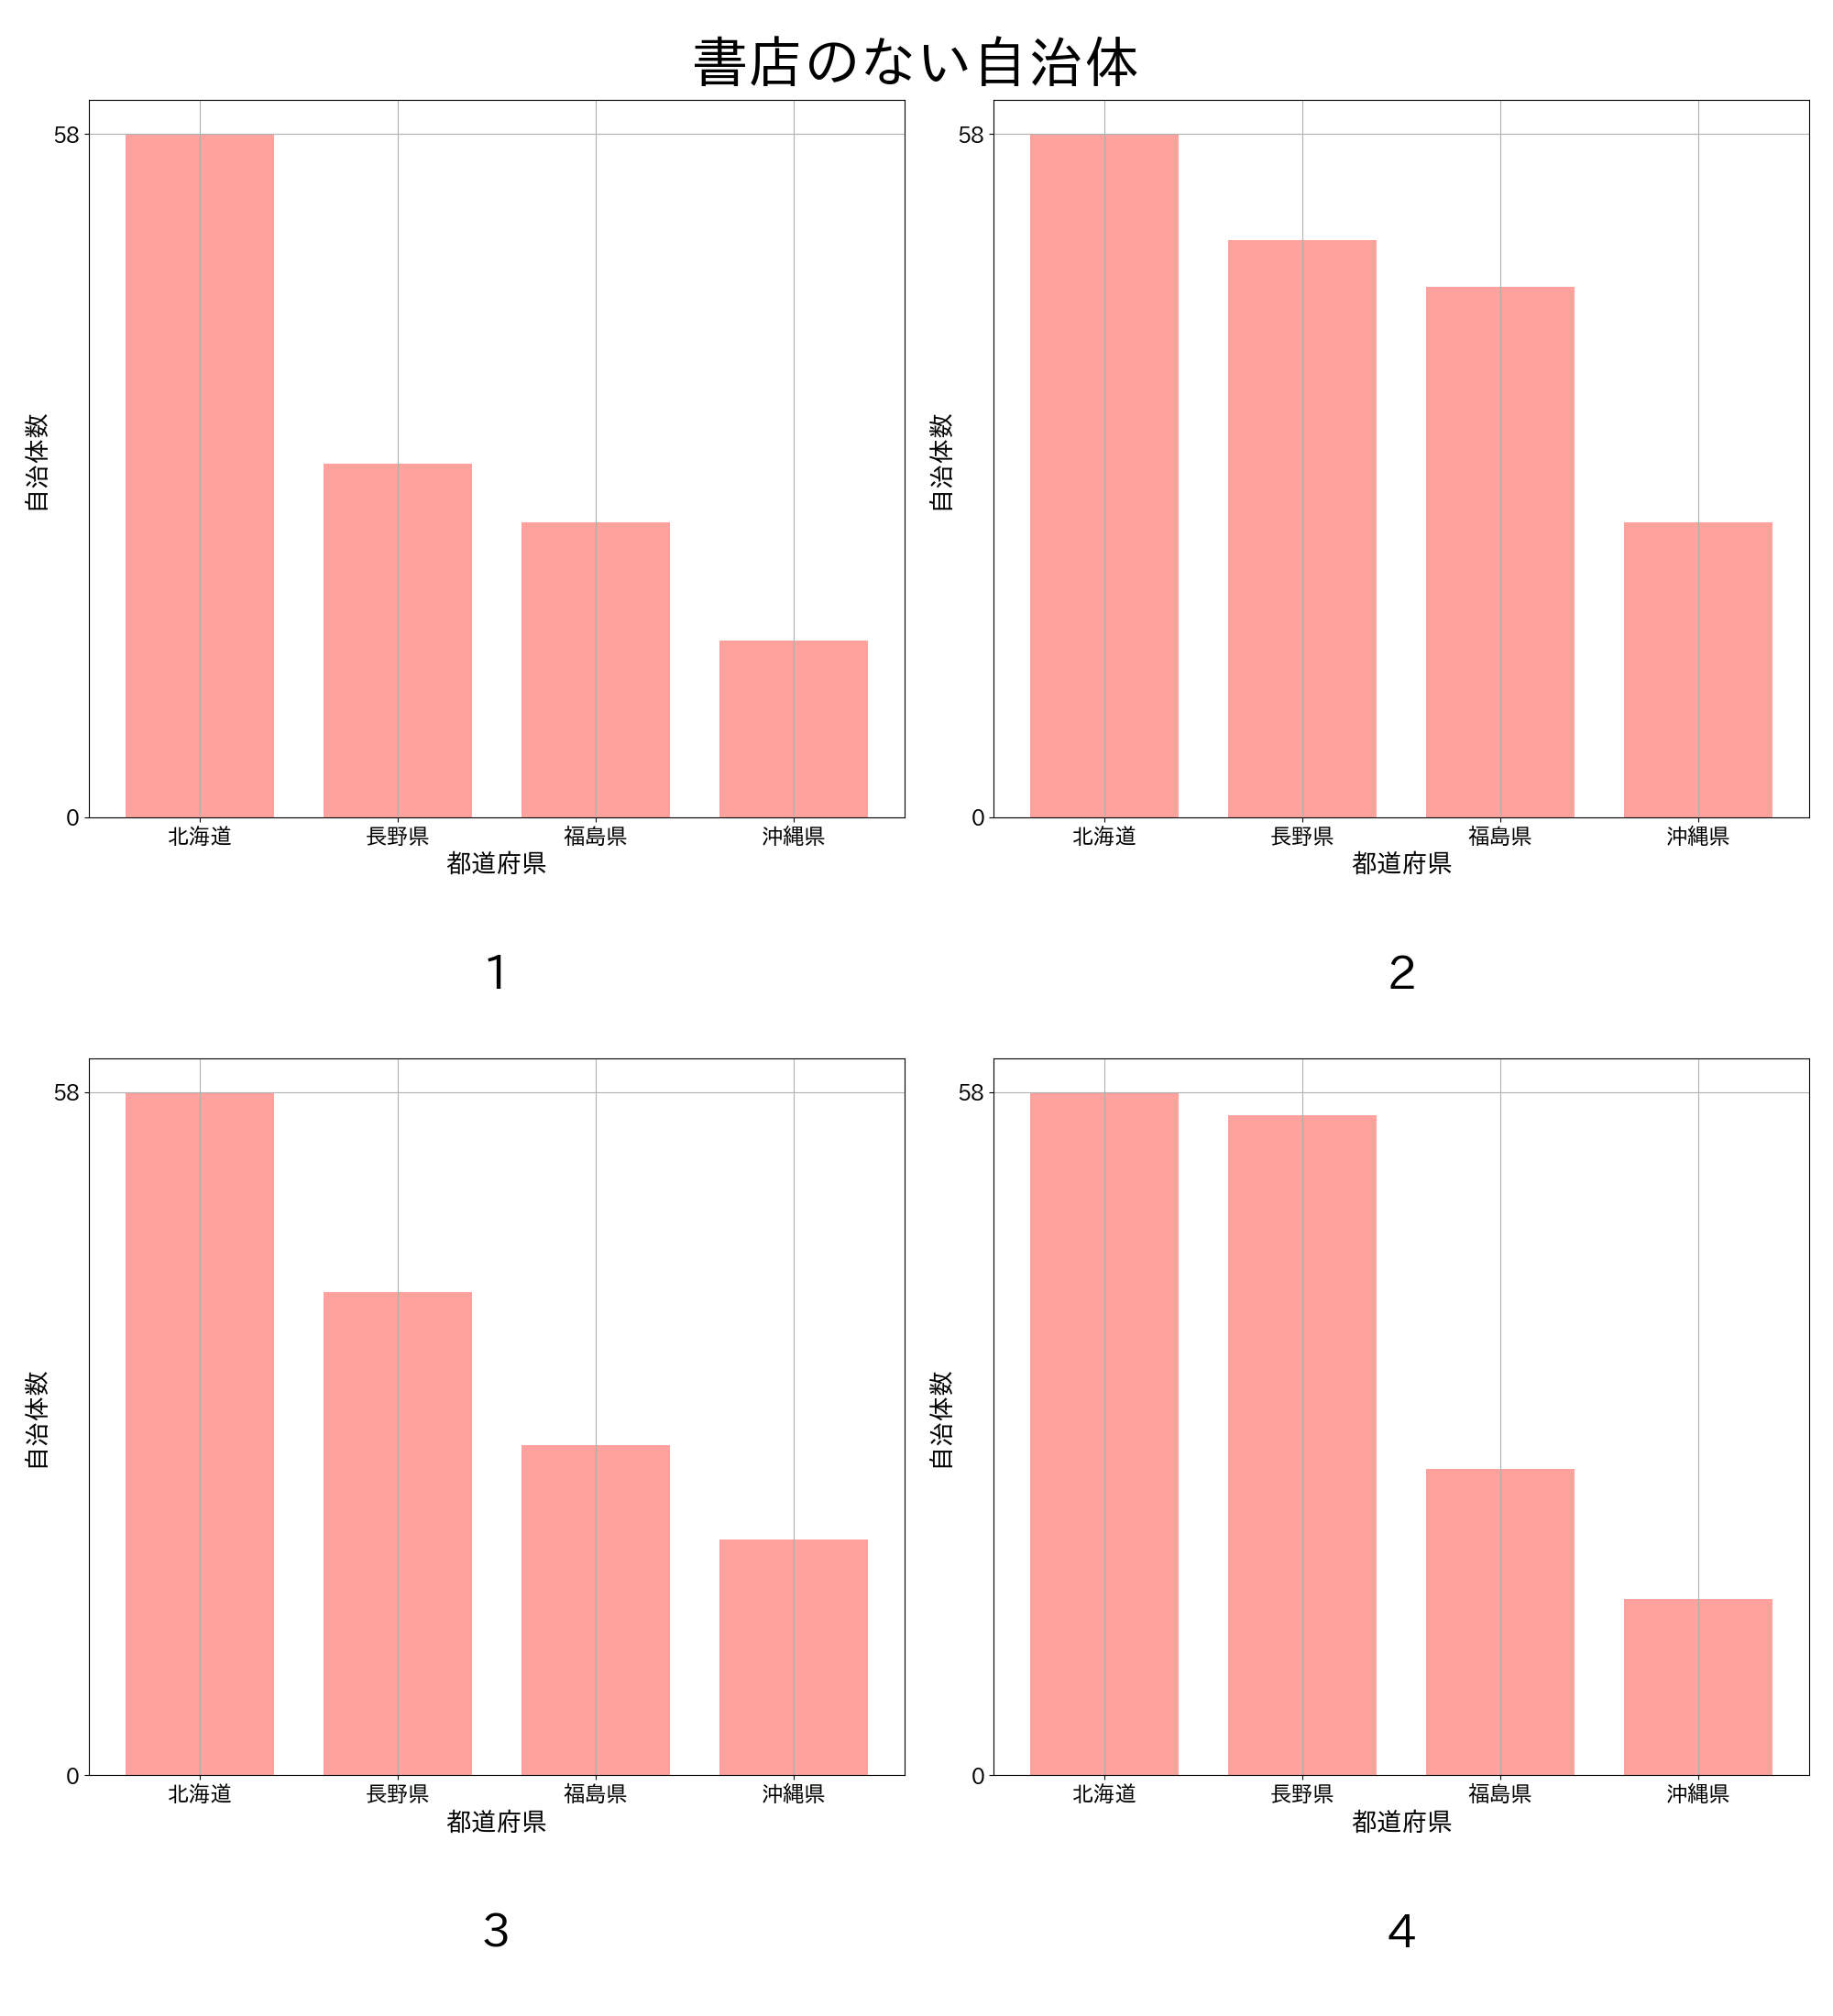 書店のない自治体
58
0
自治体数
北海道 長野県 福島県 沖縄県
都道府県
1
58
0
自治体数
北海道 長野県 福島県 沖縄県
都道府県
2
58
0
自治体数
北海道 長野県 福島県 沖縄県
都道府県
3
58
0
自治体数
北海道 長野県 福島県 沖縄県
都道府県
4